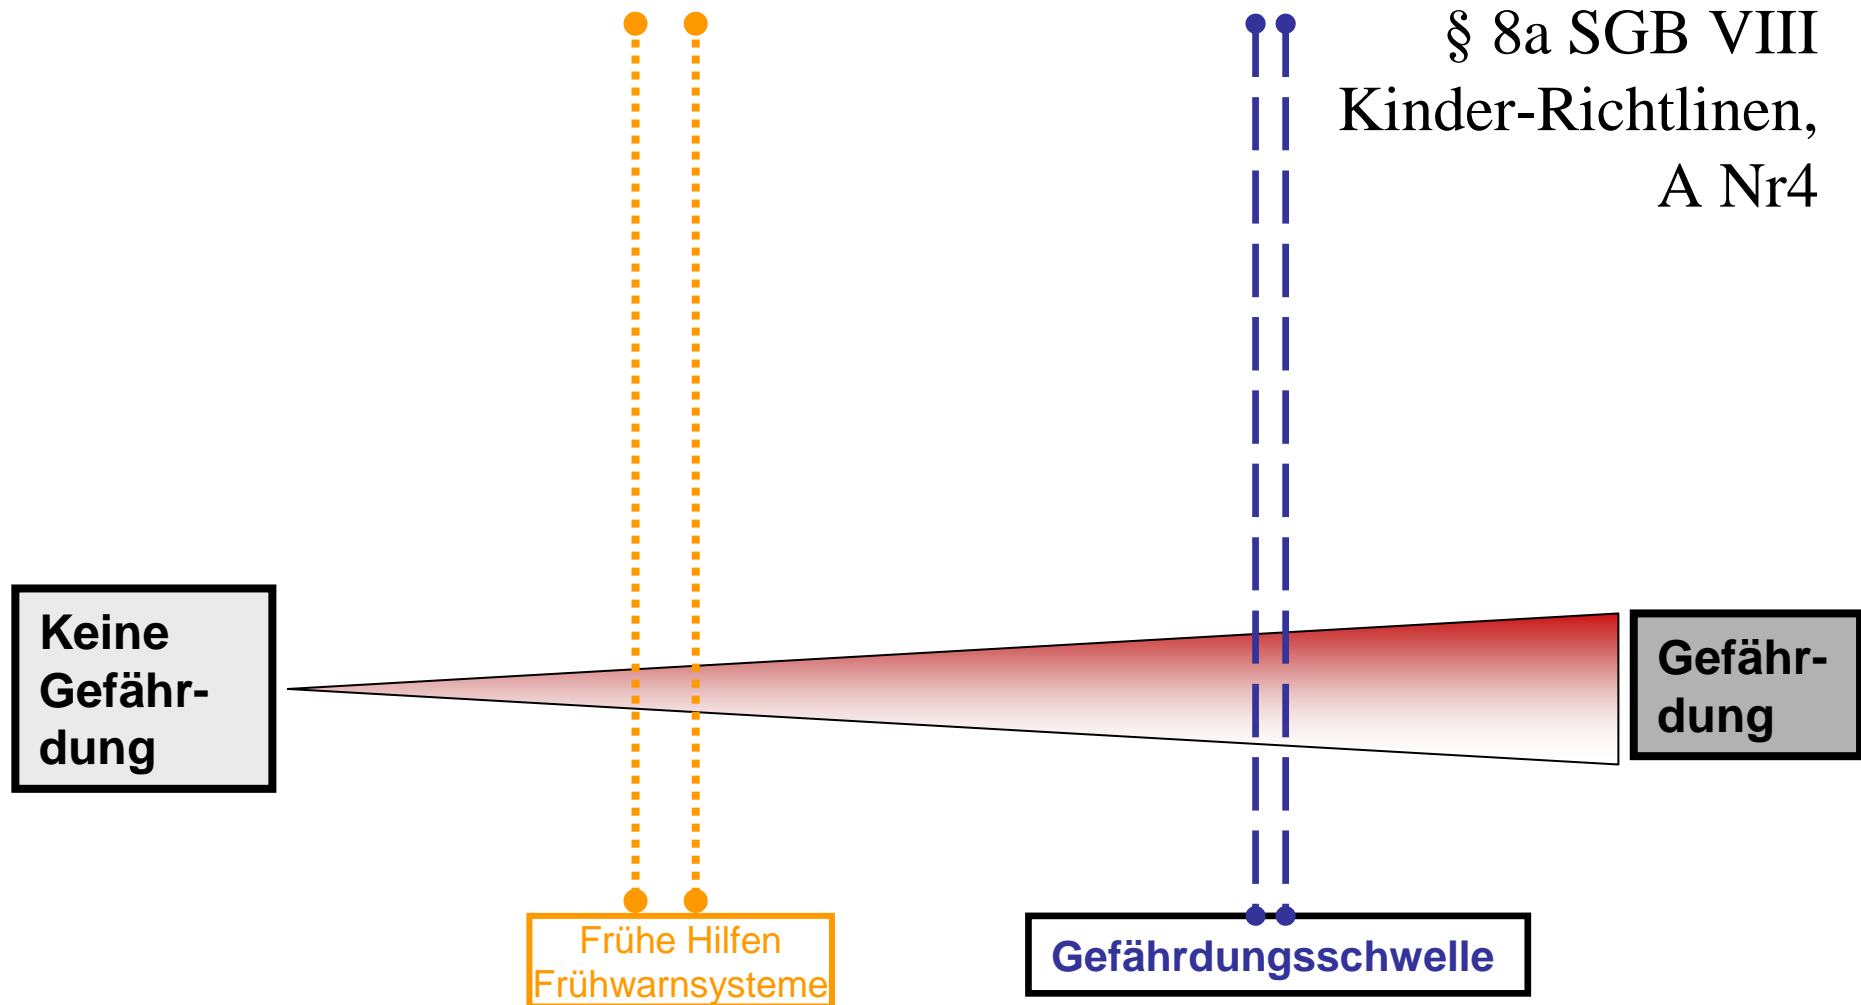 § 8a SGB VIII
Kinder-Richtlinen,
A Nr4
Keine
Gefähr-
dung
Gefähr-
dung
Frühe Hilfen
Frühwarnsysteme
Gefährdungsschwelle